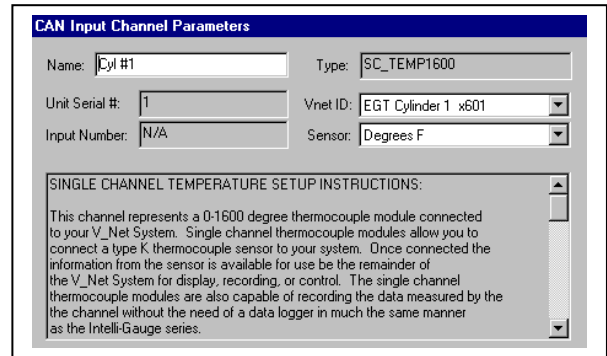 CAN Input Channel Parameters
Name: Cyl #1 Type: SC_TEMP1600
Unit Serial #: 1 Vnet ID: EGT Cylinder 1 x601
Input Number: N/A Sensor: Degrees F
SINGLE CHANNEL TEMPERATURE SETUP INSTRUCTIONS:
This channel represents a 0-1600 degree thermocouple module connected
to your V_Net System. Single channel thermocouple modules allow you to
connect a type K thermocouple sensor to your system. Once connected the
information from the sensor is available for use be the remainder of
the V_Net System for display, recording, or control. The single channel
thermocouple modules are also capable of recording the data measured by the
the channel without the need of a data logger in much the same manner
as the Intelli-Gauge series.